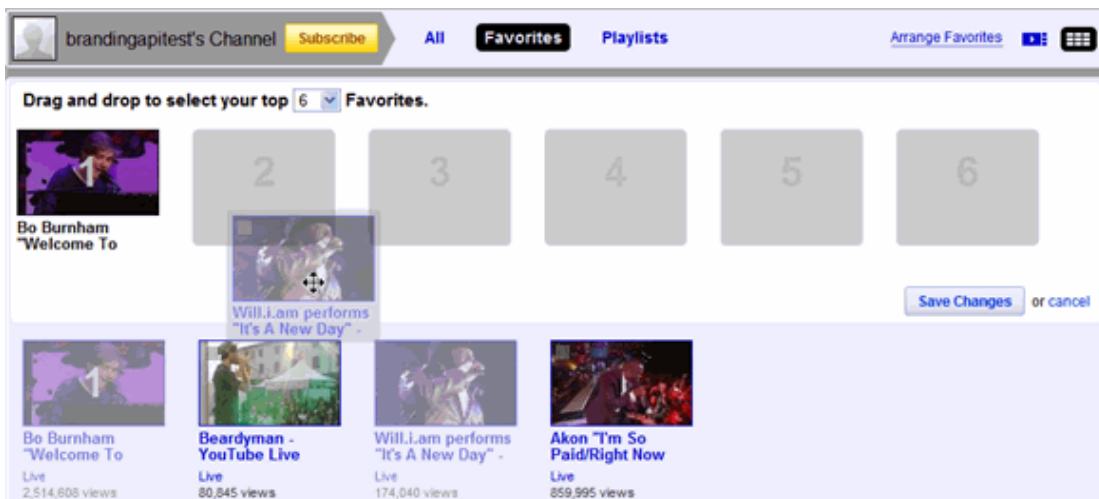 brandingapitest's Channel Subscribe All Favorites Playlists Arrange Favorites
Drag and drop to select your top 6 Favorites.
1 2 3 4 5 6
Bo Burnham
"Welcome To
Will.i.am performs
"It's A New Day" -
Save Changes or cancel
1
Bo Burnham
"Welcome To
Live
2,514,608 views
Beardyman -
YouTube Live
Live
80,845 views
Will.i.am performs
"It's A New Day" -
Live
174,040 views
Akon "I'm So
Paid/Right Now
Live
859,995 views